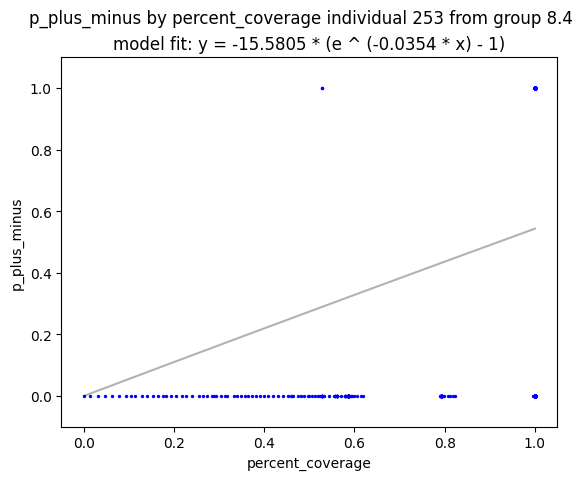 p_plus_minus by percent_coverage individual 253 from group 8.4
model fit: y = -15.5805 * (e ^ (-0.0354 * x) - 1)
1.0
0.8
0.6
0.4
0.2
0.0
p_plus_minus
0.0 0.2 0.4 0.6 0.8 1.0
percent_coverage